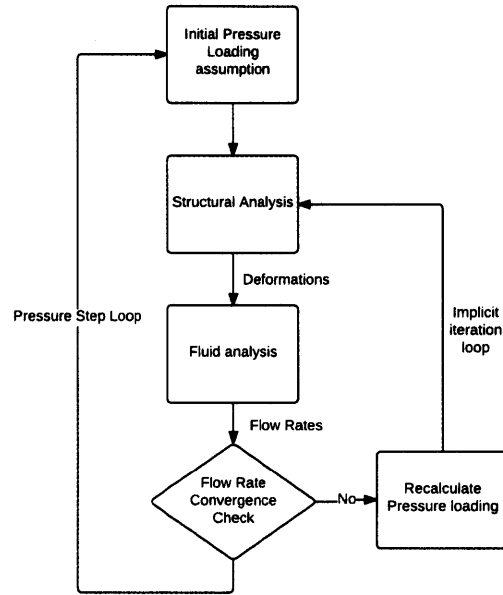 Initial Pressure
Loading
assumption
Structural Analysis
Deformations
Pressure Step Loop
Implicit
iteration
loop
Fluid analysis
Flow Rates
Flow Rate
Convergence
Check
No
Recalculate
Pressure loading